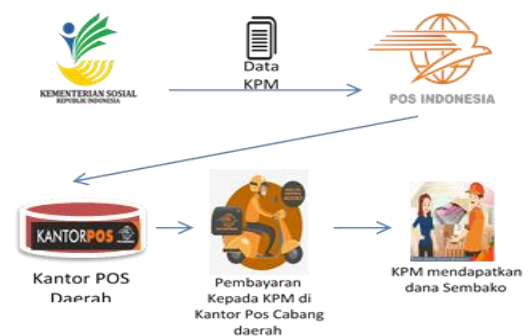 Data
KPM
KEMENTERIAN SOSIAL
REPUBLIK INDONESIA
POS INDONESIA
KANTORPOS
Kantor POS
Daerah
Pembayaran
Kepada KPM di
Kantor Pos Cabang
daerah
KPM mendapatkan
dana Sembako